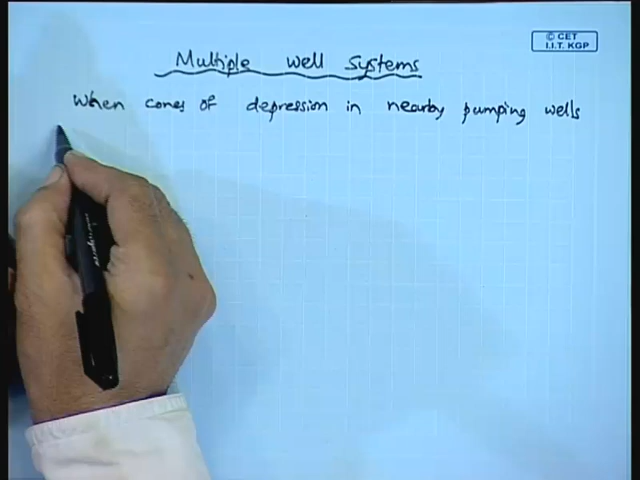 © CET
I.I.T. KGP
Multiple well Systems
When cones of depression in nearby pumping wells